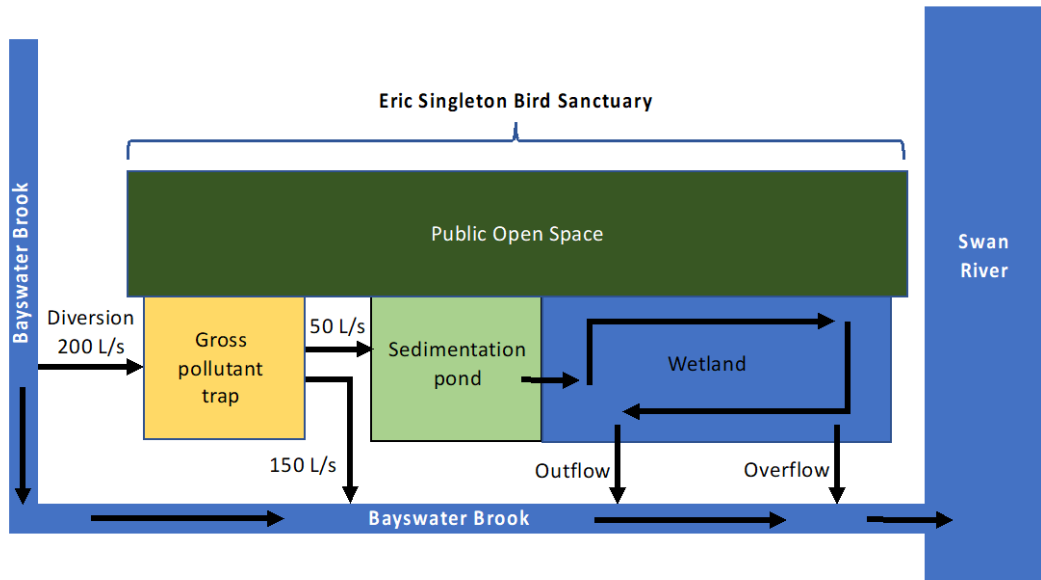 Eric Singleton Bird Sanctuary
Bayswater Brook
Public Open Space
Swan
River
Diversion
200 L/s
Gross
pollutant
trap
50 L/s
Sedimentation
pond
Wetland
150 L/s
Outflow
Overflow
Bayswater Brook